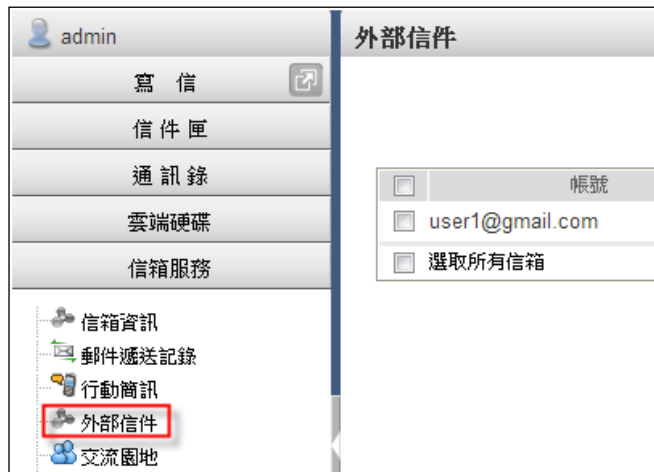 admin
寫 信
信 件 匣
通 訊 錄
雲端硬碟
信箱服務
信箱資訊
郵件遞送記錄
行動簡訊
外部信件
交流園地
外部信件
帳號
user1@gmail.com
選取所有信箱